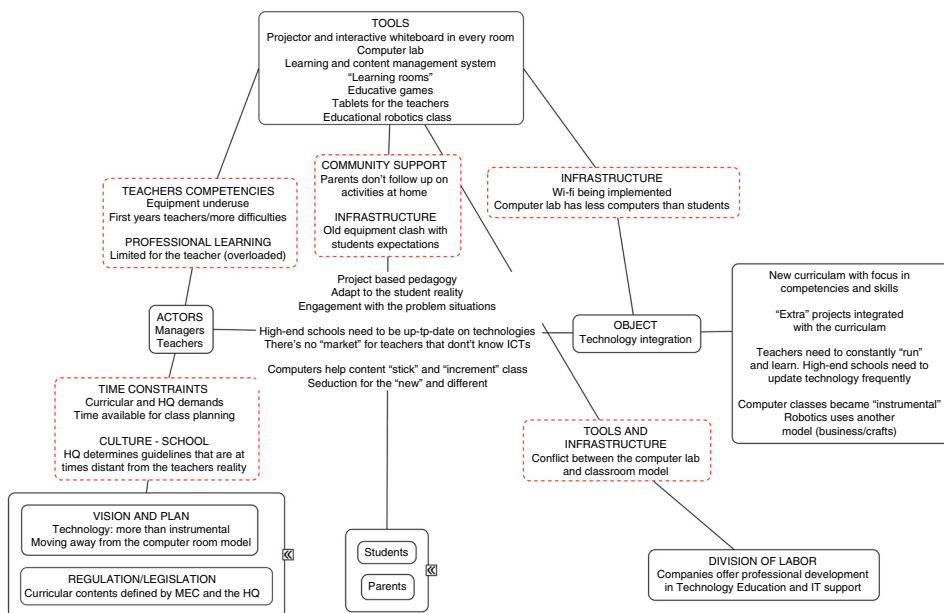 TOOLS
Projector and interactive whiteboard in every room
Computer lab
Learning and content management system
“Learning rooms”
Educative games
Tablets for the teachers
Educational robotics class
COMMUNITY SUPPORT
Parents don’t follow up on
activities at home
INFRASTRUCTURE
Old equipment clash with
students expectations
INFRASTRUCTURE
Wi-fi being implemented
Computer lab has less computers than students
TEACHERS COMPETENCIES
Equipment underuse
First years teachers/more difficulties
PROFESSIONAL LEARNING
Limited for the teacher (overloaded)
Project based pedagogy
Adapt to the student reality
Engagement with the problem situations
ACTORS
Managers
Teachers
High-end schools need to be up-tp-date on technologies
There’s no “market” for teachers that dont’t know ICTs
Computers help content “stick” and “increment” class
Seduction for the “new” and different
OBJECT
Technology integration
New curriculam with focus in
competencies and skills
“Extra” projects integrated
with the curriculam
Teachers need to constantly “run”
and learn. High-end schools need to
update technology frequently
Computer classes became “instrumental”
Robotics uses another
model (business/crafts)
TIME CONSTRAINTS
Curricular and HQ demands
Time available for class planning
CULTURE - SCHOOL
HQ determines guidelines that are at
times distant from the teachers reality
TOOLS AND
INFRASTRUCTURE
Conflict between the computer lab
and classroom model
VISION AND PLAN
Technology: more than instrumental
Moving away from the computer room model
REGULATION/LEGISLATION
Curricular contents defined by MEC and the HQ
Students
Parents
DIVISION OF LABOR
Companies offer professional development
in Technology Education and IT support